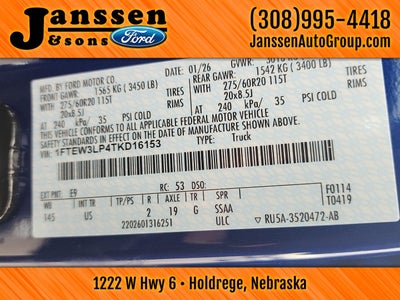 Janssen
& sons
Ford
(308)995-4418
JanssenAutoGroup.com
MFD. BY FORD MOTOR CO.
01/26
FRONT GAWR: 1565 KG ( 3450 LB)
REAR GAWR: 1542 KG ( 3400 LB)
275/60R20 115T TIRES
275/60R20 115T WITH
20x8.5J RIMS
20x8.5J
AT 240 kPa/ 35 PSI COLD
AT 240 kPa/ 35 PSI COLD
THIS VEHICLE CONFORMS TO ALL APPLICABLE FEDERAL MOTOR VEHICLE
SAFETY STANDARDS IN EFFECT ON THE DATE OF MANUFACTURE SHOWN ABOVE.
VIN: 1FTEW3LP4TKD16153
TYPE: Truck
EXT PNT: E9 RC: 53 DSO:
F0114
T0419
WB TP/PS R AXLE TR SPR
145 US 2 19 G SSAA
2202601316251 ULC
RU5A-3520472-AB
1222 W Hwy 6 • Holdrege, Nebraska